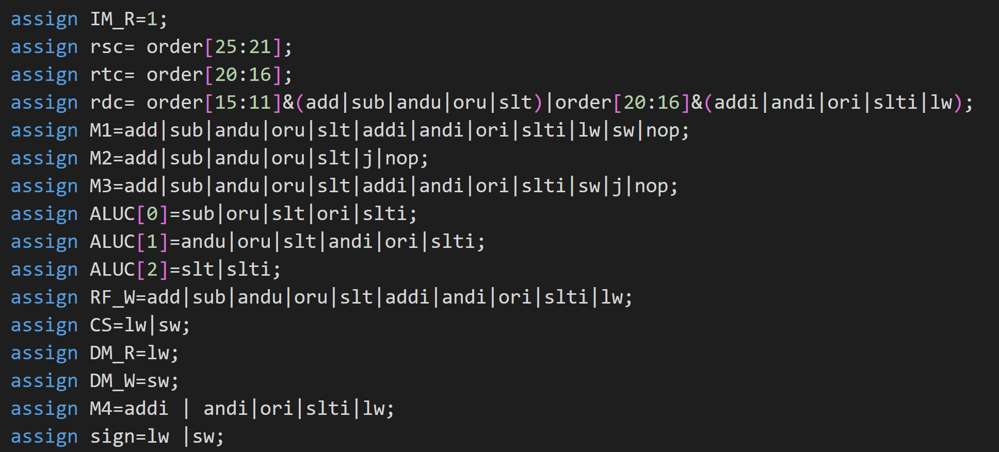 assign IM_R=1;
assign rsc= order[25:21];
assign rtc= order[20:16];
assign rdc= order[15:11]&(add|sub|andu|oru|slt)|order[20:16]&(addi|andi|ori|slti|lw);
assign M1=add|sub|andu|oru|slt|addi|andi|ori|slti|lw|sw|nop;
assign M2=add|sub|andu|oru|slt|j|nop;
assign M3=add|sub|andu|oru|slt|addi|andi|ori|slti|sw|j|nop;
assign ALUC[0]=sub|oru|slt|ori|slti;
assign ALUC[1]=andu|oru|slt|andi|ori|slti;
assign ALUC[2]=slt|slti;
assign RF_W=add|sub|andu|oru|slt|addi|andi|ori|slti|lw;
assign CS=lw|sw;
assign DM_R=lw;
assign DM_W=sw;
assign M4=addi | andi|ori|slti|lw;
assign sign=lw |sw;